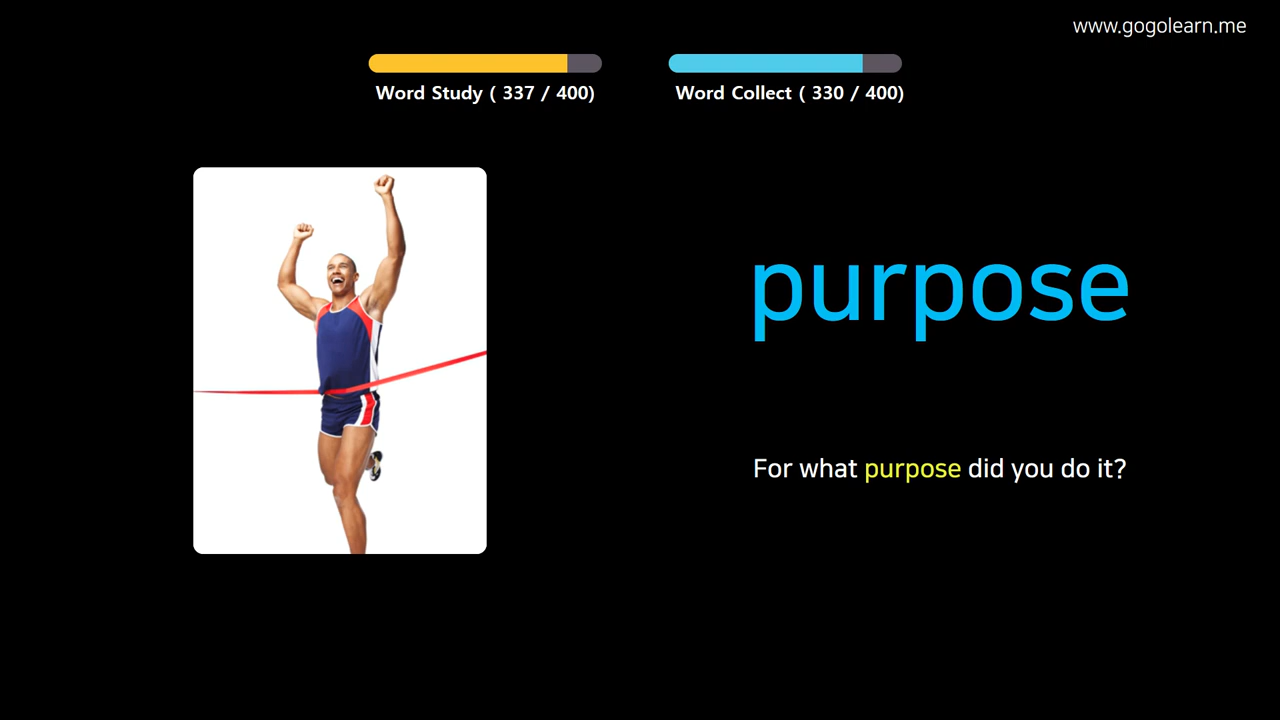 www.gogolearn.me
Word Study ( 337 / 400)
Word Collect ( 330 / 400)
purpose
For what purpose did you do it?